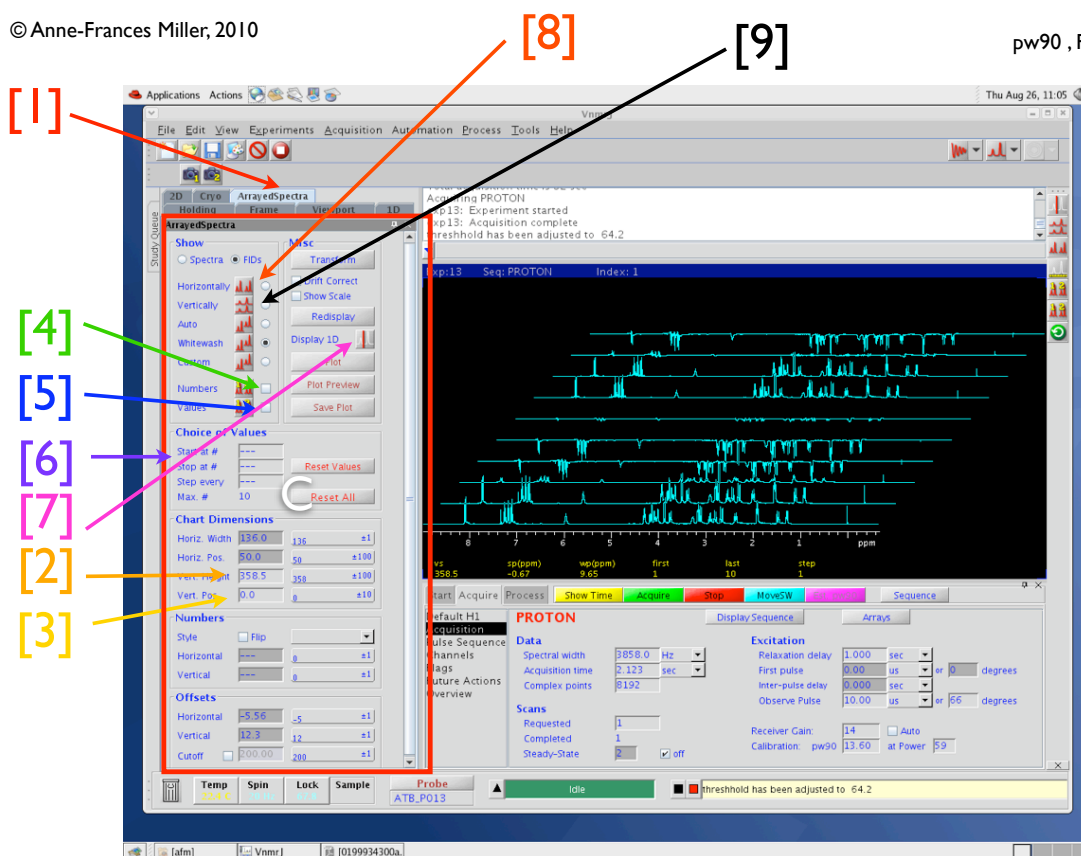 © Anne-Frances Miller, 2010
[8]
[9]
pw90 , F
[1]
Applications Actions
Thu Aug 26, 11:05
File Edit View Experiments Acquisition Automation Process Tools Help
2D Cryo ArrayedSpectra
Holding Frame Viewport 1D
Study Queue
ArrayedSpectra
Show
Spectra FIDs
Horizontally
Vertically
Auto
Whitewash
Custom
Numbers
Values
Misc
Transform
Drift Correct
Show Scale
Redisplay
Display 1D
Plot
Plot Preview
Save Plot
[4]
[5]
[6]
[7]
[2]
[3]
Choice of Values
Start at # ---
Stop at # --- Reset Values
Step every ---
Max. # 10 Reset All
C
Chart Dimensions
Horiz. Width 136.0 136 ±1
Horiz. Pos. 50.0 50 ±100
Vert. Height 358.5 358 ±100
Vert. Pos. 0.0 0 ±10
Numbers
Style Flip
Horizontal --- 0 ±1
Vertical --- 0 ±1
Offsets
Horizontal -5.56 -5 ±1
Vertical 12.3 12 ±1
Cutoff 200.00 200 ±1
Acquiring PROTON
Exp13: Experiment started
Exp13: Acquisition complete
threshhold has been adjusted to 64.2
Exp:13 Seq: PROTON Index: 1
8 7 6 5 4 3 2 1 ppm
vs sp(ppm) wp(ppm) first last step
358.5 -0.67 9.65 1 10 1
Start Acquire Process Show Time Acquire Stop MoveSW Sequence
Default H1
Acquisition
Pulse Sequence
Channels
Flags
Future Actions
Overview
PROTON Display Sequence Arrays
Data
Spectral width 3858.0 Hz
Acquisition time 2.123 sec
Complex points 8192
Scans
Requested 1
Completed 1
Steady-State 2 off
Excitation
Relaxation delay 1.000 sec
First pulse 0.00 us or 0 degrees
Inter-pulse delay 0.000 sec
Observe Pulse 10.00 us or 66 degrees
Receiver Gain: 14 Auto
Calibration: pw90 13.60 at Power 59
Temp Spin Lock Sample Probe
ATB_P013
Idle
threshhold has been adjusted to 64.2
[afm] VnmrJ [0199934300a..